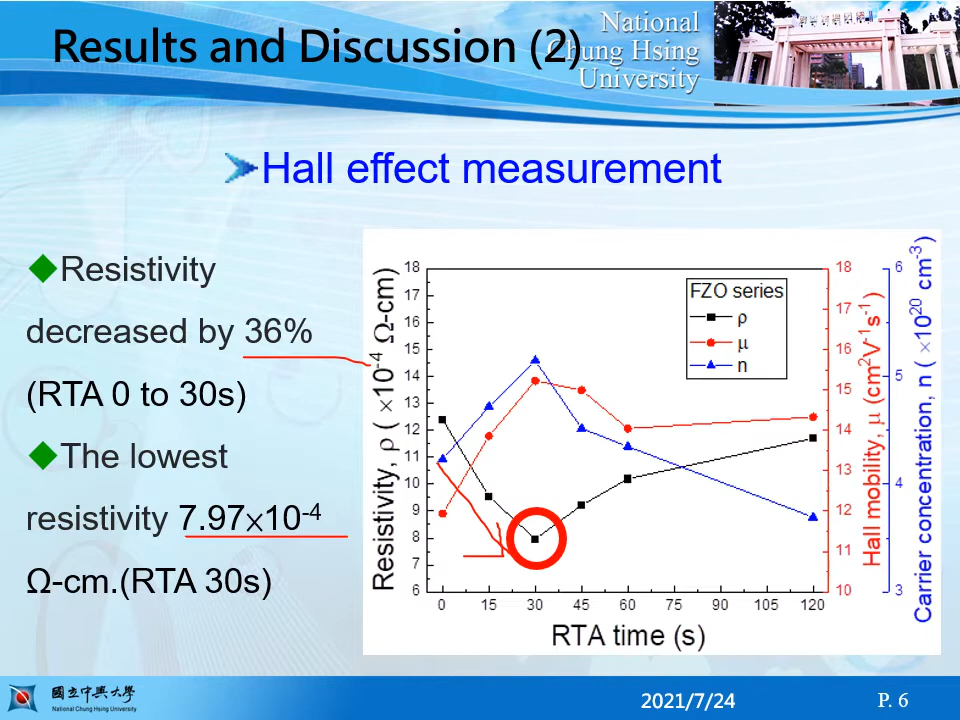 Results and Discussion (2)
National
Chung Hsing
University
Hall effect measurement
Resistivity
decreased by 36%
(RTA 0 to 30s)
The lowest
resistivity 7.97×10-4
Ω-cm.(RTA 30s)
Resistivity, ρ ( ×10-4 Ω-cm)
18
17
16
15
14
13
12
11
10
9
8
7
6
FZO series
ρ
μ
n
18
17
16
15
14
13
12
11
10
Hall mobility, μ (cm2V-1s-1)
6
5
4
3
Carrier concentration, n ( ×1020 cm-3)
0 15 30 45 60 75 90 105 120
RTA time (s)
國立中興大學
National Chung Hsing University
2021/7/24
P. 6